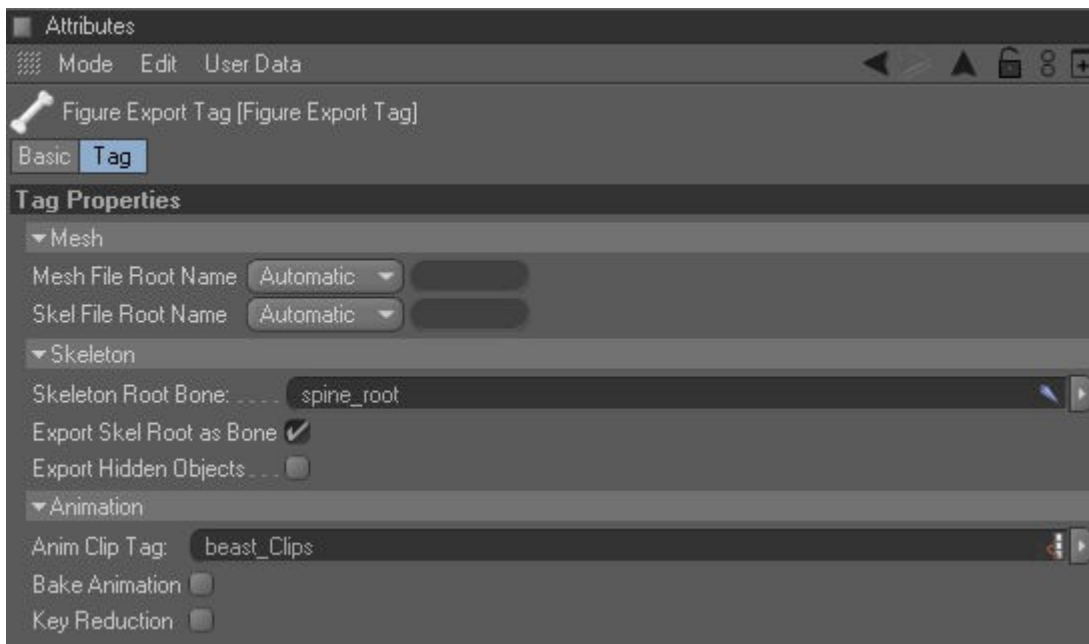 Attributes
Mode Edit User Data
Figure Export Tag [Figure Export Tag]
Basic Tag
Tag Properties
Mesh
Mesh File Root Name Automatic
Skel File Root Name Automatic
Skeleton
Skeleton Root Bone: . . . . spine_root
Export Skel Root as Bone
Export Hidden Objects . . .
Animation
Anim Clip Tag: beast_Clips
Bake Animation
Key Reduction